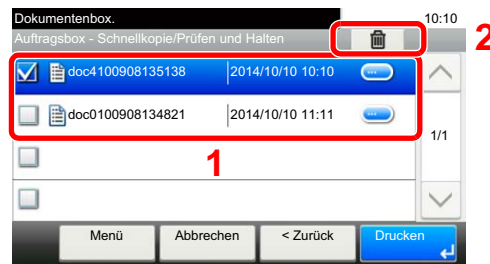 Dokumentenbox. 10:10
Auftragsbox - Schnellkopie/Prüfen und Halten
2
doc4100908135138 2014/10/10 10:10
doc0100908134821 2014/10/10 11:11
1/1
1
Menü Abbrechen < Zurück Drucken